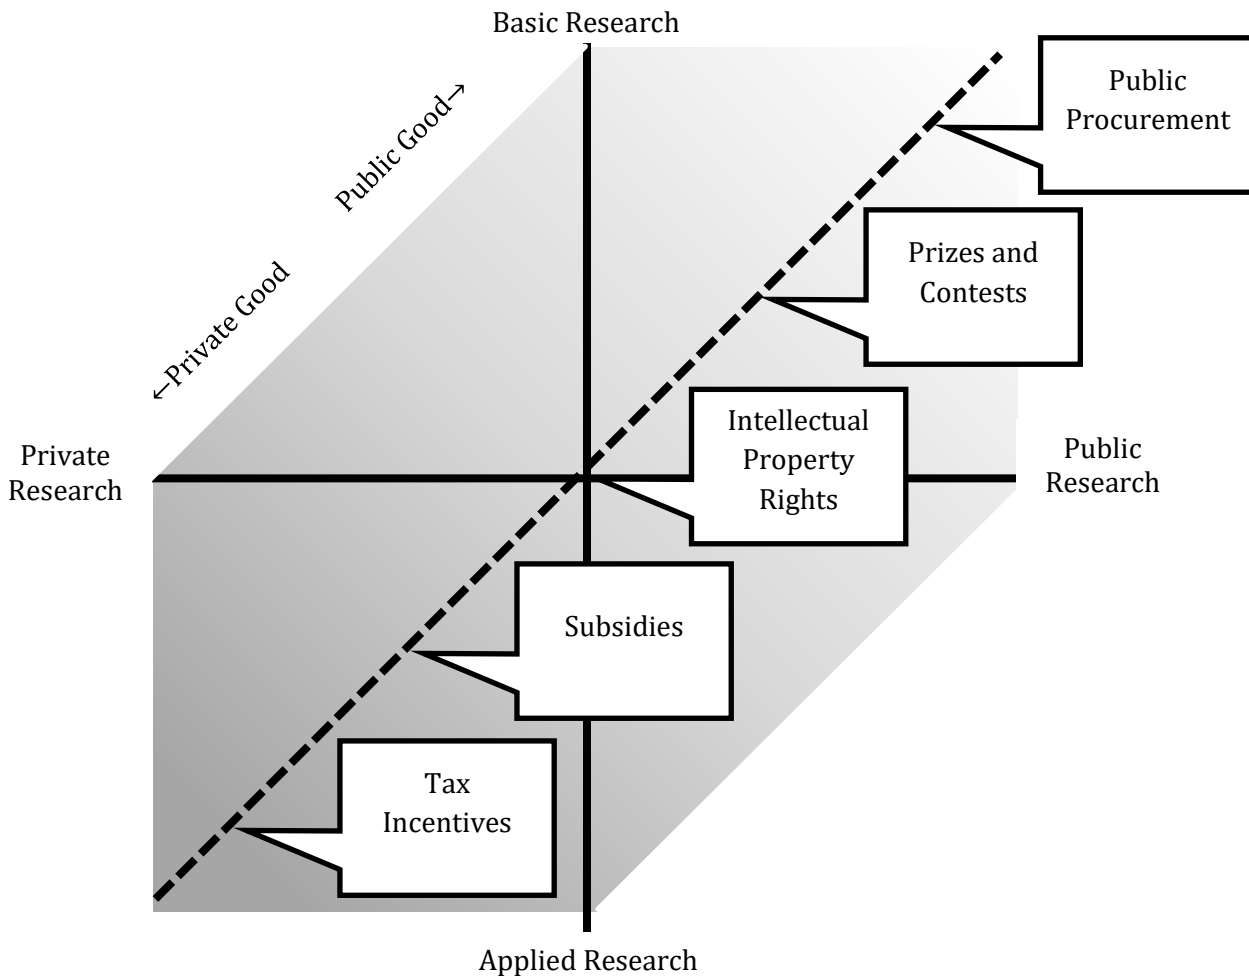 Basic Research
Public
Procurement
Public Good→
Prizes and
Contests
←Private Good
Intellectual
Property
Rights
Private
Research
Public
Research
Subsidies
Tax
Incentives
Applied Research